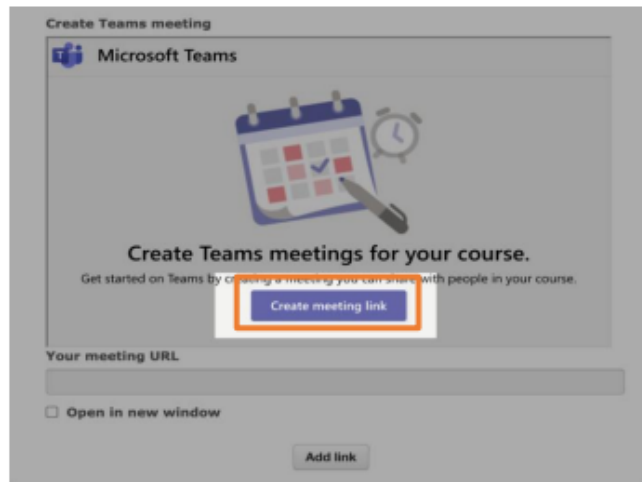 Create Teams meeting
Microsoft Teams
Create Teams meetings for your course.
Get started on Teams by creating a meeting you can share with people in your course.
Create meeting link
Your meeting URL
Open in new window
Add link